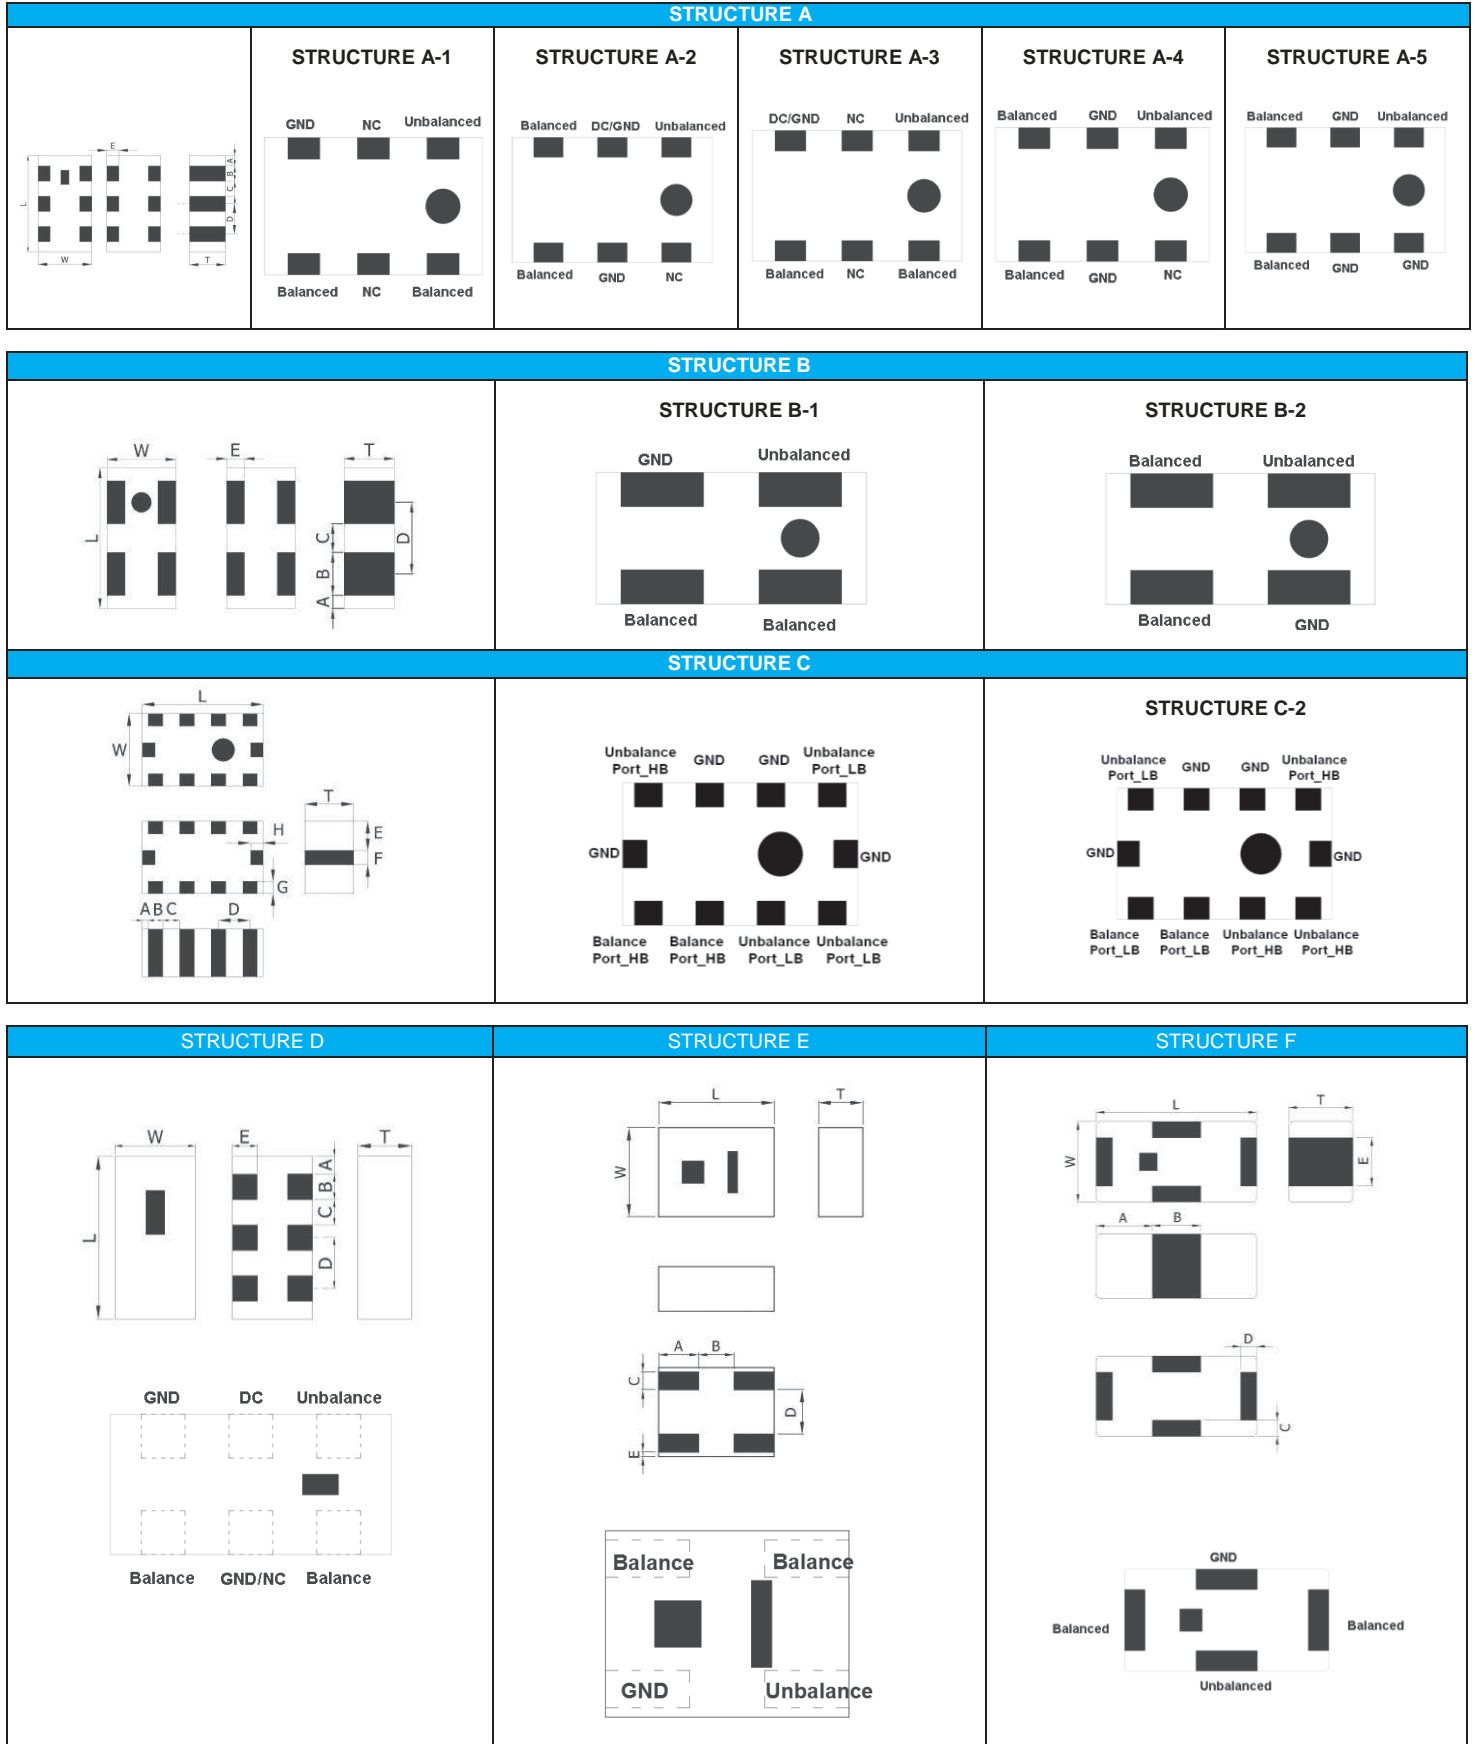 STRUCTURE A
STRUCTURE A-1
STRUCTURE A-2
STRUCTURE A-3
STRUCTURE A-4
STRUCTURE A-5
E
A
B
C
D
L
W
T
GND NC Unbalanced
Balanced NC Balanced
Balanced DC/GND Unbalanced
Balanced GND NC
DC/GND NC Unbalanced
Balanced NC Balanced
Balanced GND Unbalanced
Balanced GND NC
Balanced GND Unbalanced
Balanced GND GND
STRUCTURE B
STRUCTURE B-1
STRUCTURE B-2
W E T
L
C
D
B
A
GND Unbalanced
Balanced Balanced
Balanced Unbalanced
Balanced GND
STRUCTURE C
STRUCTURE C-2
L
W
T
H
E
F
G
A B C D
Unbalance GND GND Unbalance
Port_HB Port_LB
GND GND
Balance Balance Unbalance Unbalance
Port_HB Port_HB Port_LB Port_LB
Unbalance GND GND Unbalance
Port_LB Port_HB
GND GND
Balance Balance Unbalance Unbalance
Port_LB Port_LB Port_HB Port_HB
STRUCTURE D
STRUCTURE E
STRUCTURE F
W E T
A
B
C
D
L
GND DC Unbalance
Balance GND/NC Balance
L T
W
A B
C
D
E
Balance Balance
GND Unbalance
L T
W
E
A B
D
C
GND
Balanced Balanced
Unbalanced